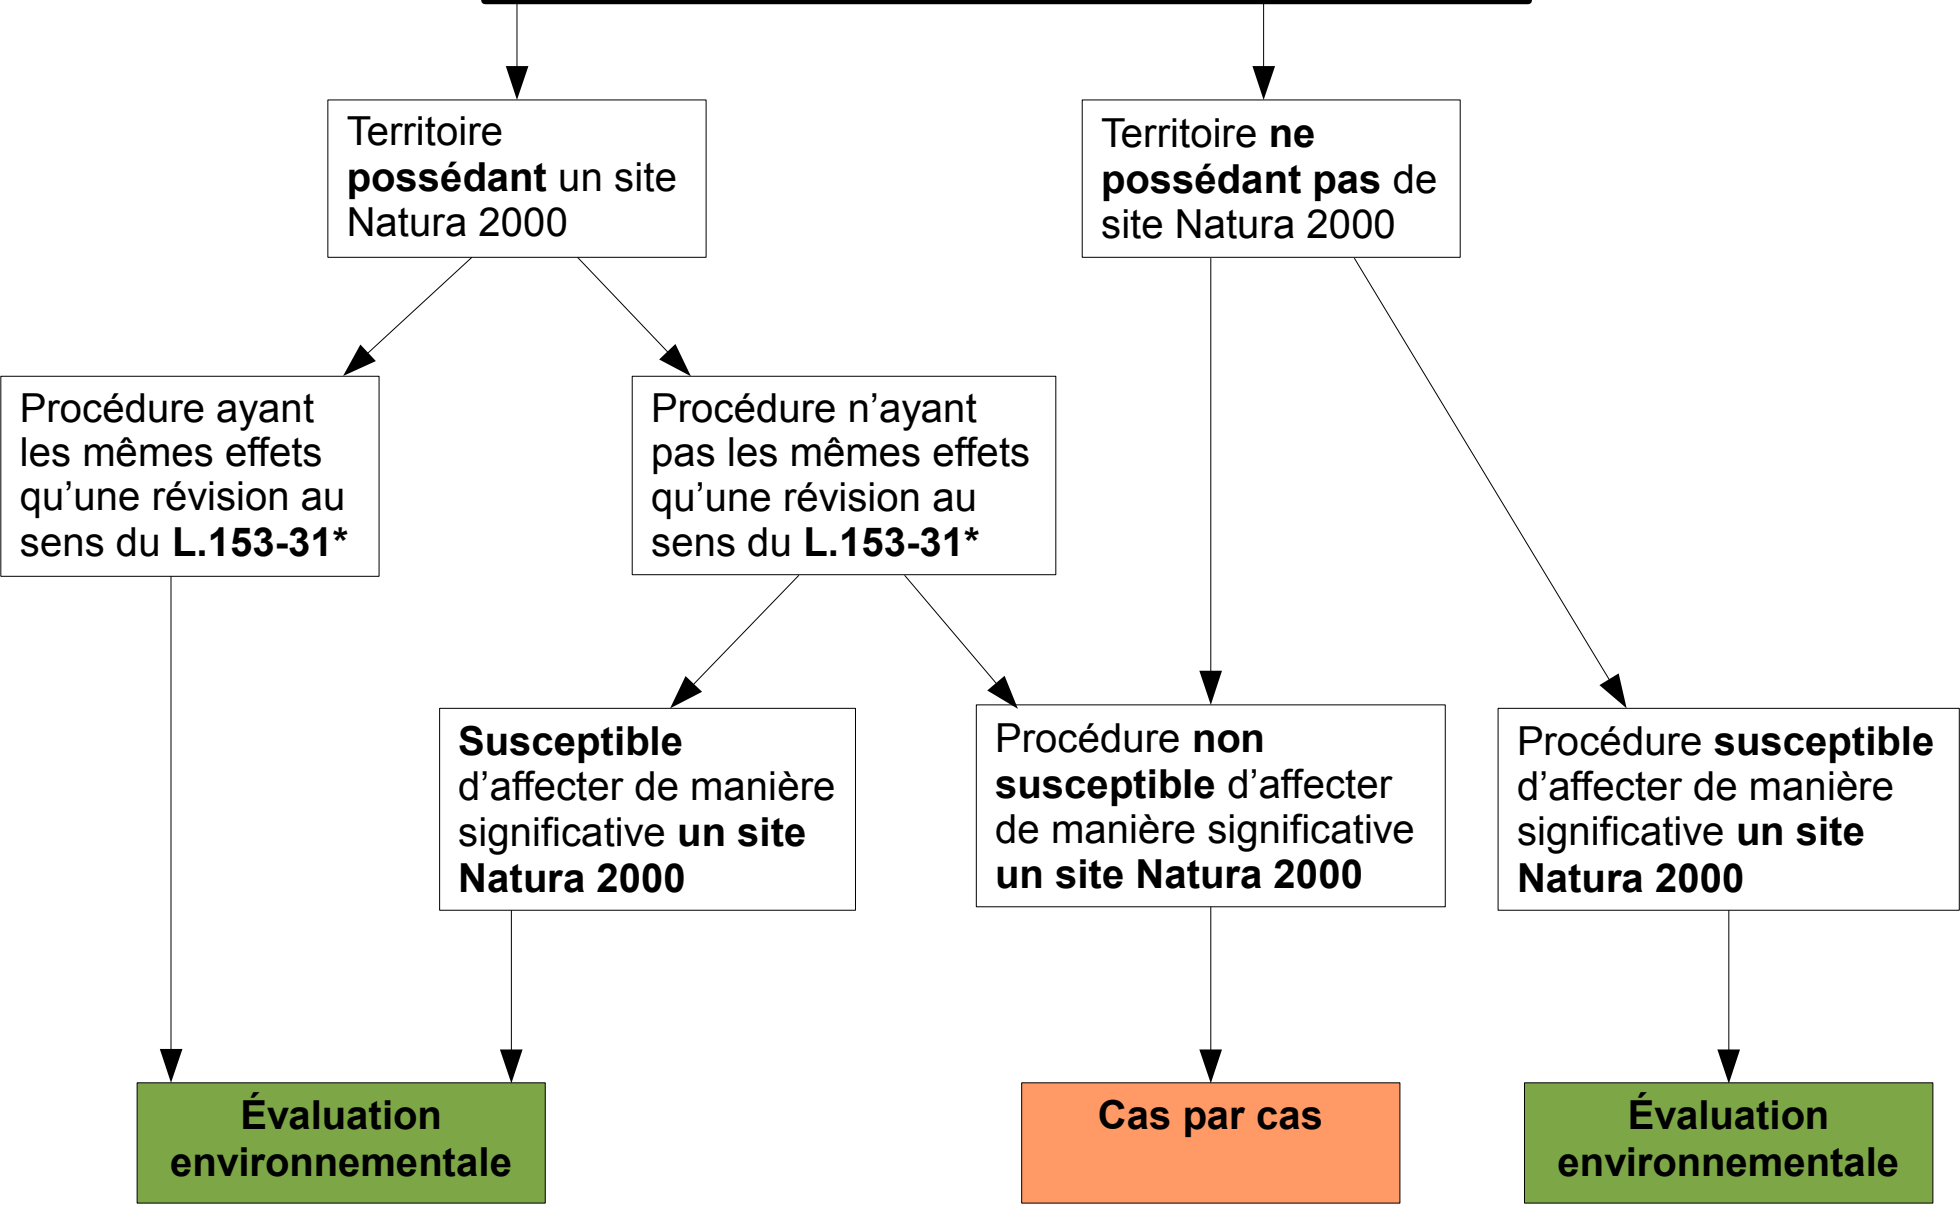 Territoire
possédant un site
Natura 2000
Territoire ne
possédant pas de
site Natura 2000
Procédure ayant
les mêmes effets
qu’une révision au
sens du L.153-31*
Procédure n’ayant
pas les mêmes effets
qu’une révision au
sens du L.153-31*
Susceptible
d’affecter de manière
significative un site
Natura 2000
Procédure non
susceptible d’affecter
de manière significative
un site Natura 2000
Procédure susceptible
d’affecter de manière
significative un site
Natura 2000
Évaluation
environnementale
Cas par cas
Évaluation
environnementale